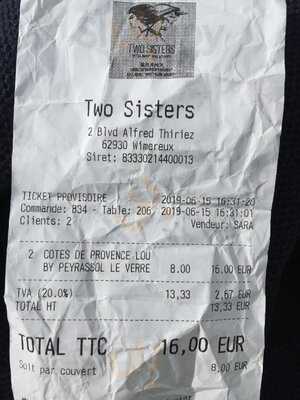 TWO SISTERS
Two Sisters
2 Blvd Alfred Thiriez
62930 Wimereux
Siret: 83330214400013
TICKET PROVISOIRE 2019-06-15 16:31:20
Commande: 834 - Table: 206 2019-06-15 16:31:01
Clients: 2 Vendeur: SARA
2 COTES DE PROVENCE LOU
BY PEYRASSOL LE VERRE 8.00 16.00 EUR
TVA (20.0%) 13,33 2,67 EUR
TOTAL HT 13,33 EUR
TOTAL TTC 16,00 EUR
Soit par couvert 8,00 EUR